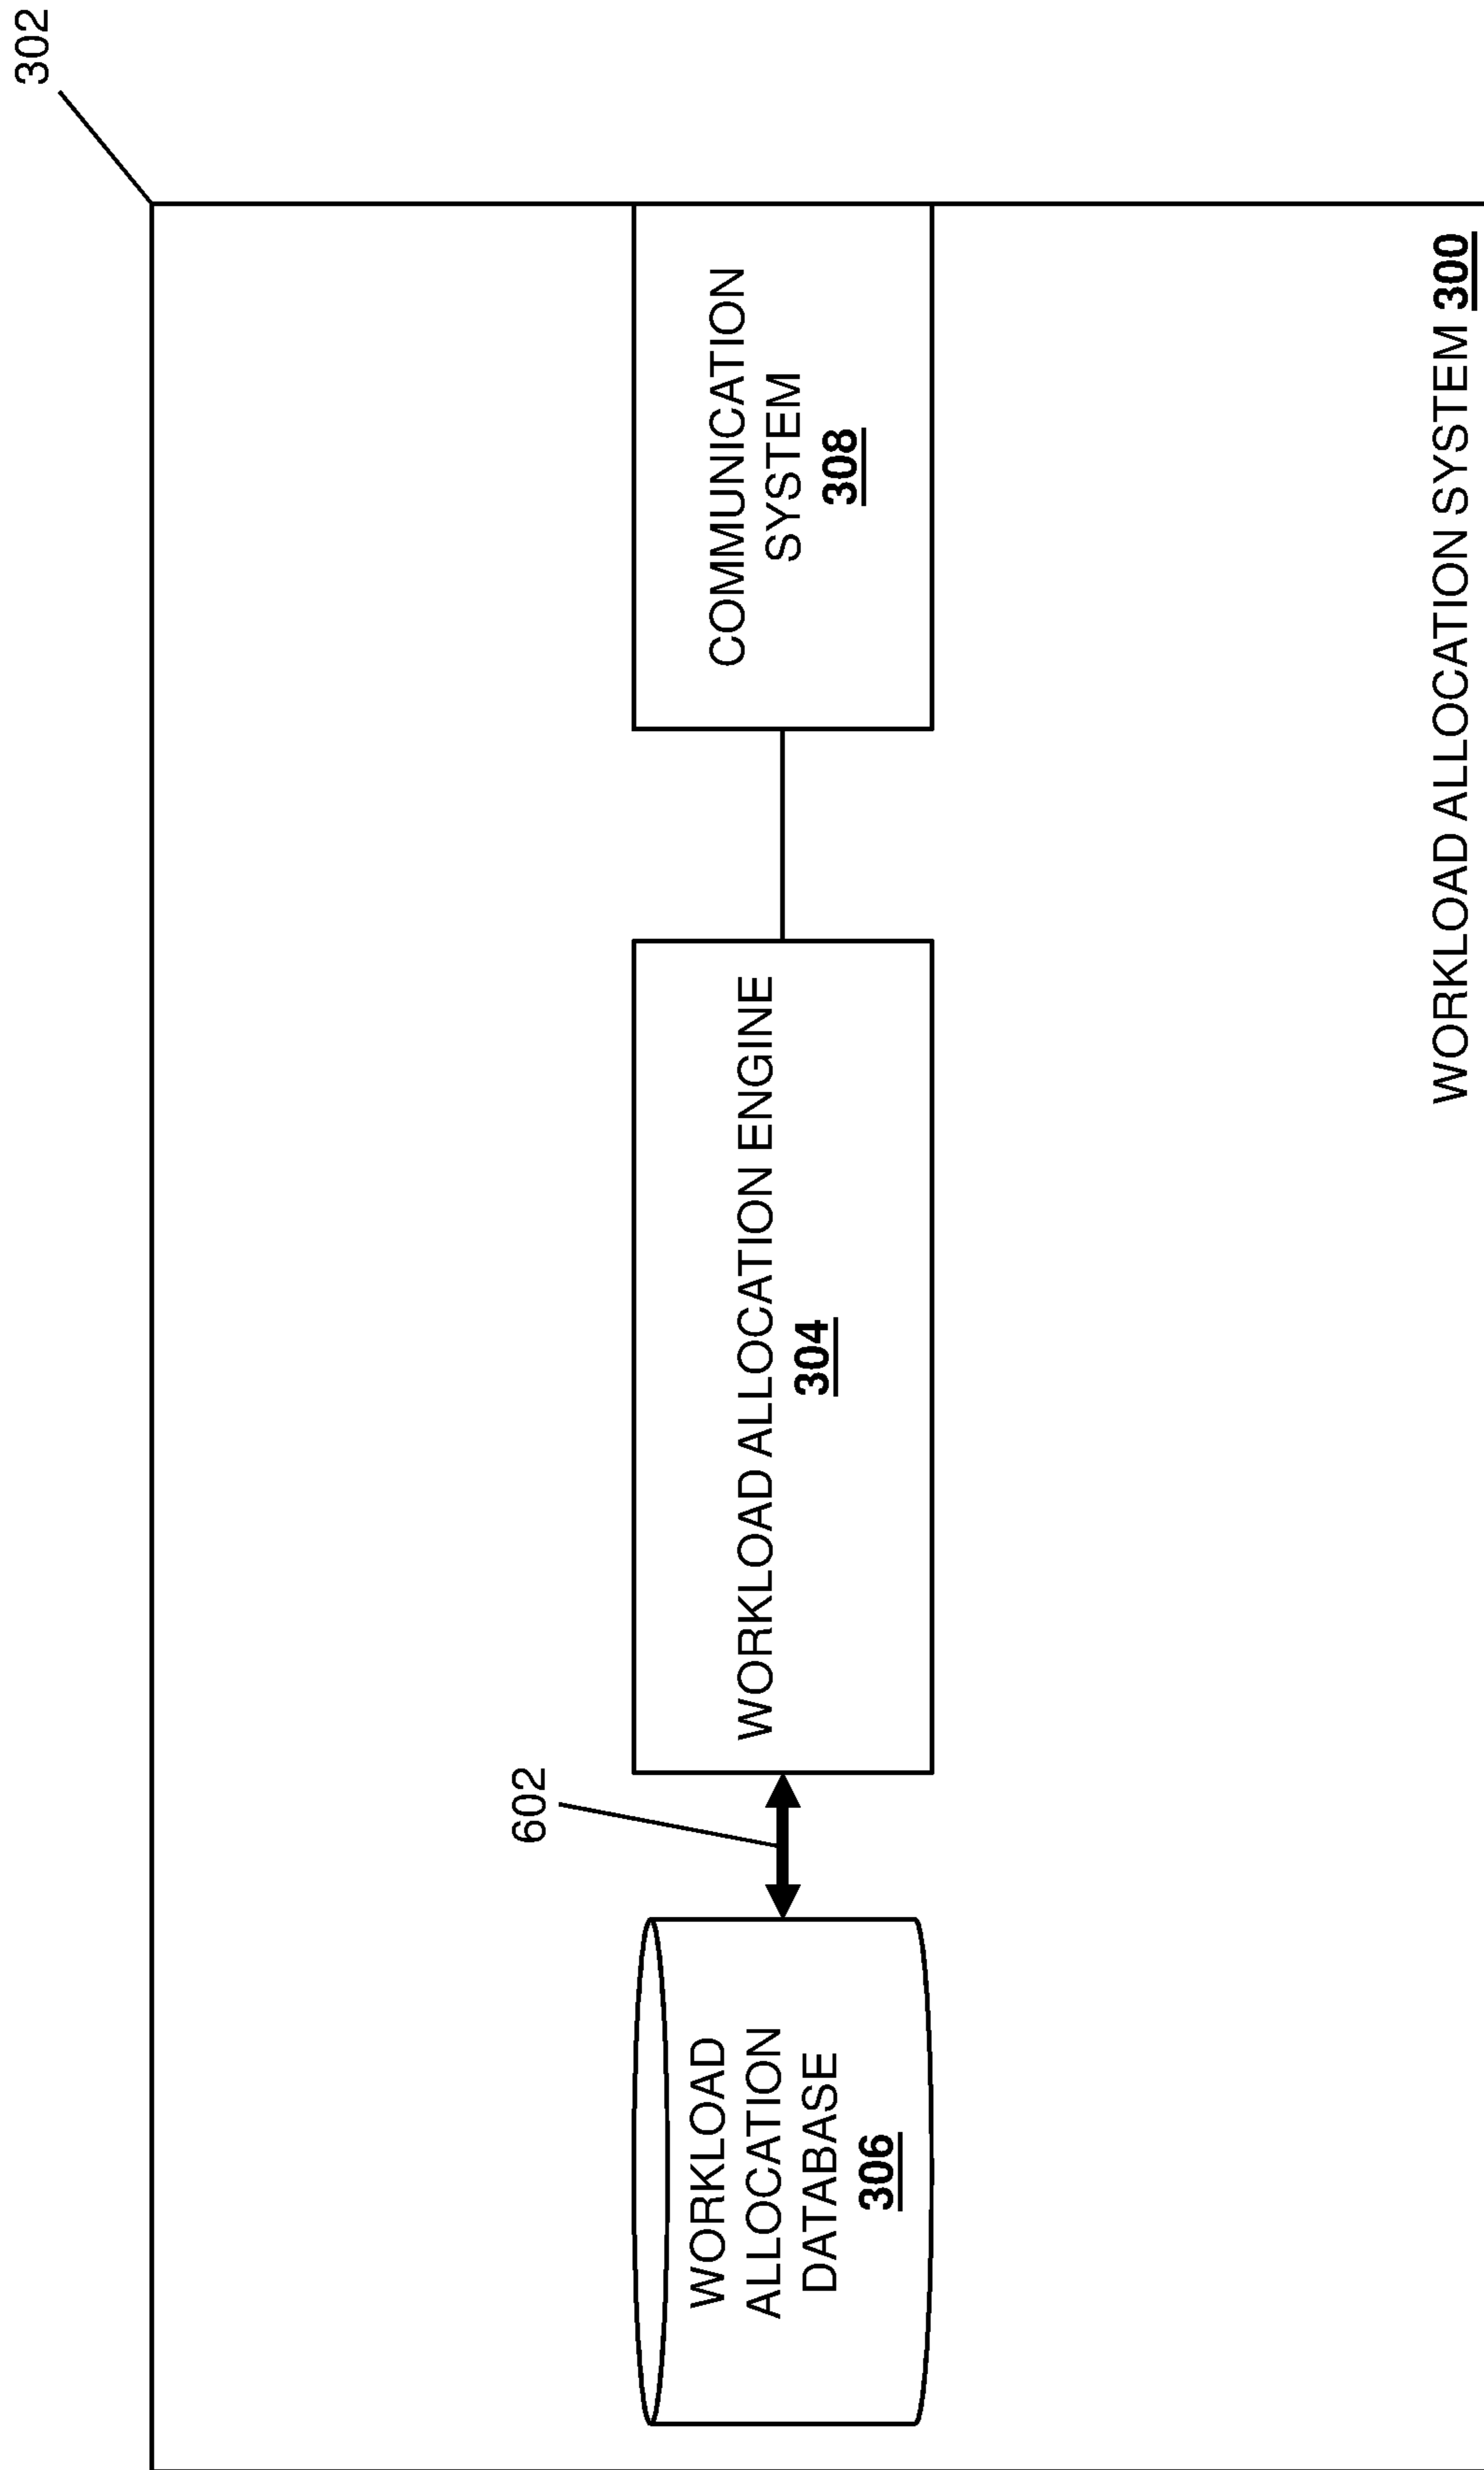 302
602
WORKLOAD
ALLOCATION
DATABASE
306
WORKLOAD ALLOCATION ENGINE
304
COMMUNICATION
SYSTEM
308
WORKLOAD ALLOCATION SYSTEM 300